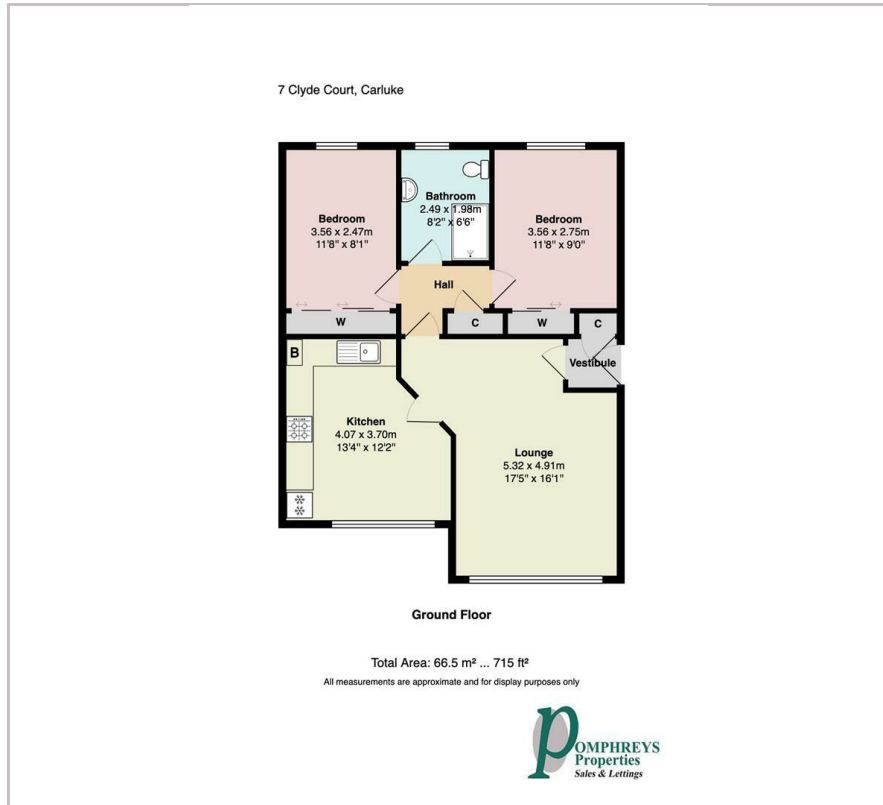 7 Clyde Court, Carluke
Bedroom
3.56 x 2.47m
11'8" x 8'1"
Bathroom
2.49 x 1.98m
8'2" x 6'6"
Bedroom
3.56 x 2.75m
11'8" x 9'0"
Hall
W
C
W
C
B
Vestibule
Kitchen
4.07 x 3.70m
13'4" x 12'2"
Lounge
5.32 x 4.91m
17'5" x 16'1"
Ground Floor
Total Area: 66.5 m² ... 715 ft²
All measurements are approximate and for display purposes only
POMPHREYS
Properties
Sales & Lettings